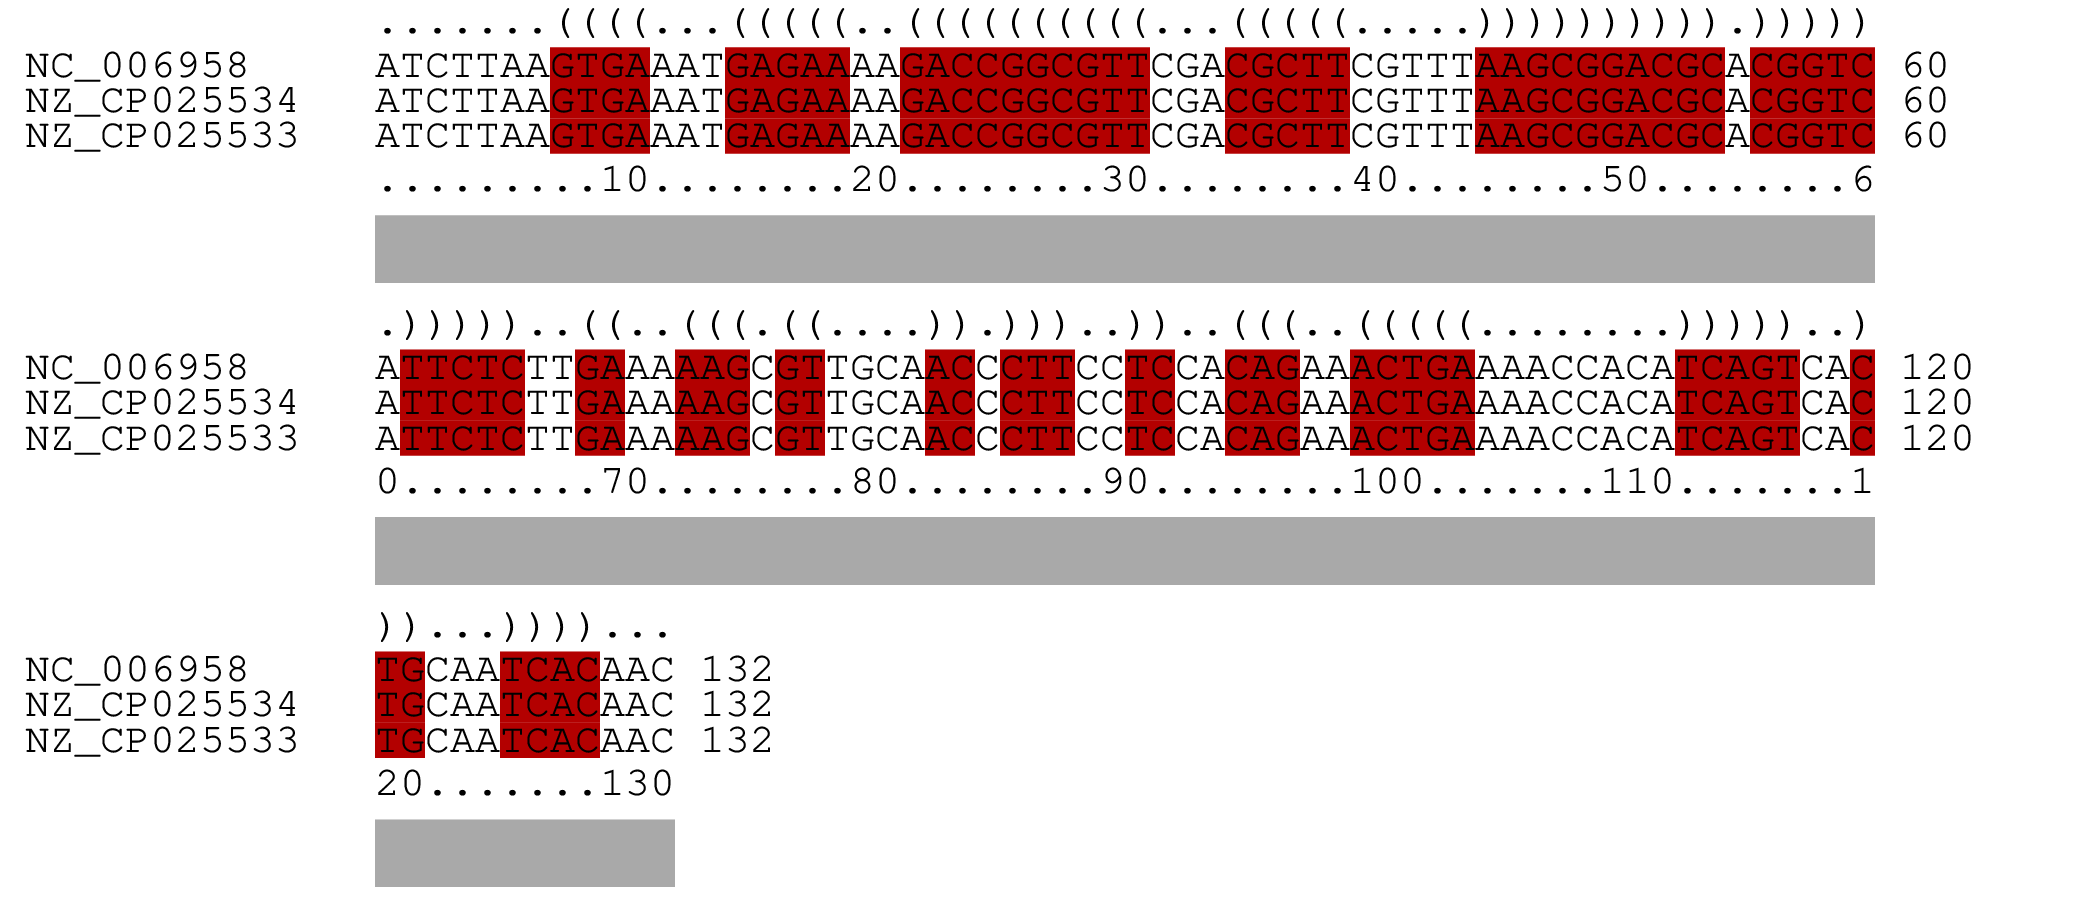 .......((((...(((((..((((((((((...(((((.....)))))))))).)))))
NC_006958 ATCTTAAGTGAAATGAGAAAAGACCGGCGTTCGACGCTTCGTTTAAGCGGACGCACGGTC 60
NZ_CP025534 ATCTTAAGTGAAATGAGAAAAGACCGGCGTTCGACGCTTCGTTTAAGCGGACGCACGGTC 60
NZ_CP025533 ATCTTAAGTGAAATGAGAAAAGACCGGCGTTCGACGCTTCGTTTAAGCGGACGCACGGTC 60
.........10........20........30........40........50........6
.)))))..((..(((.((....)).)))..))..(((..(((((........)))))..)
NC_006958 ATTCTCTTGAAAAAGCGTTGCAACCCTTCCTCCACAGAAACTGAAAACCACATCAGTCAC 120
NZ_CP025534 ATTCTCTTGAAAAAGCGTTGCAACCCTTCCTCCACAGAAACTGAAAACCACATCAGTCAC 120
NZ_CP025533 ATTCTCTTGAAAAAGCGTTGCAACCCTTCCTCCACAGAAACTGAAAACCACATCAGTCAC 120
0........70........80........90........100.......110.......1
))...))))...
NC_006958 TGCAATCACAAC 132
NZ_CP025534 TGCAATCACAAC 132
NZ_CP025533 TGCAATCACAAC 132
20.......130